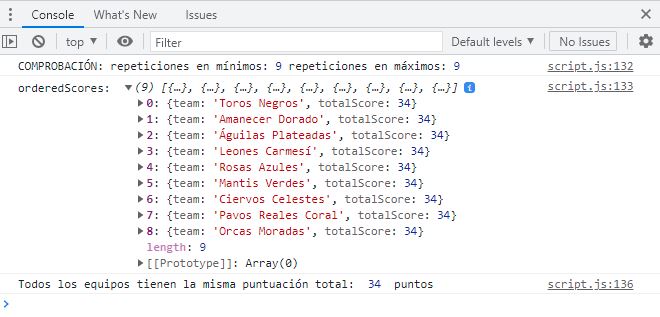 Console What's New Issues
top Filter Default levels No Issues
COMPROBACIÓN: repeticiones en mínimos: 9 repeticiones en máximos: 9 script.js:132
orderedScores: (9) [{…}, {…}, {…}, {…}, {…}, {…}, {…}, {…}, {…}] i script.js:133
0: {team: 'Toros Negros', totalScore: 34}
1: {team: 'Amanecer Dorado', totalScore: 34}
2: {team: 'Águilas Plateadas', totalScore: 34}
3: {team: 'Leones Carmesí', totalScore: 34}
4: {team: 'Rosas Azules', totalScore: 34}
5: {team: 'Mantis Verdes', totalScore: 34}
6: {team: 'Ciervos Celestes', totalScore: 34}
7: {team: 'Pavos Reales Coral', totalScore: 34}
8: {team: 'Orcas Moradas', totalScore: 34}
length: 9
[[Prototype]]: Array(0)
Todos los equipos tienen la misma puntuación total: 34 puntos script.js:136